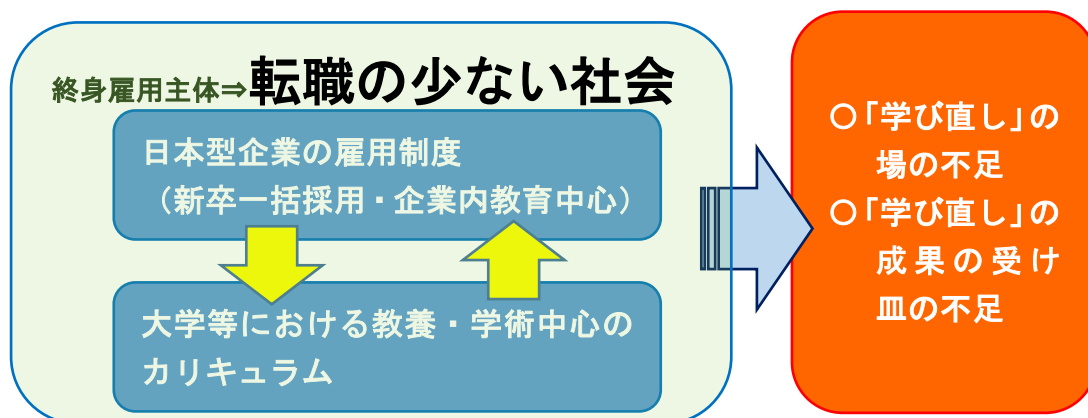 終身雇用主体⇒転職の少ない社会
日本型企業の雇用制度
（新卒一括採用・企業内教育中心）
大学等における教養・学術中心の
カリキュラム
○「学び直し」の
場の不足
○「学び直し」の
成果の受け
皿の不足